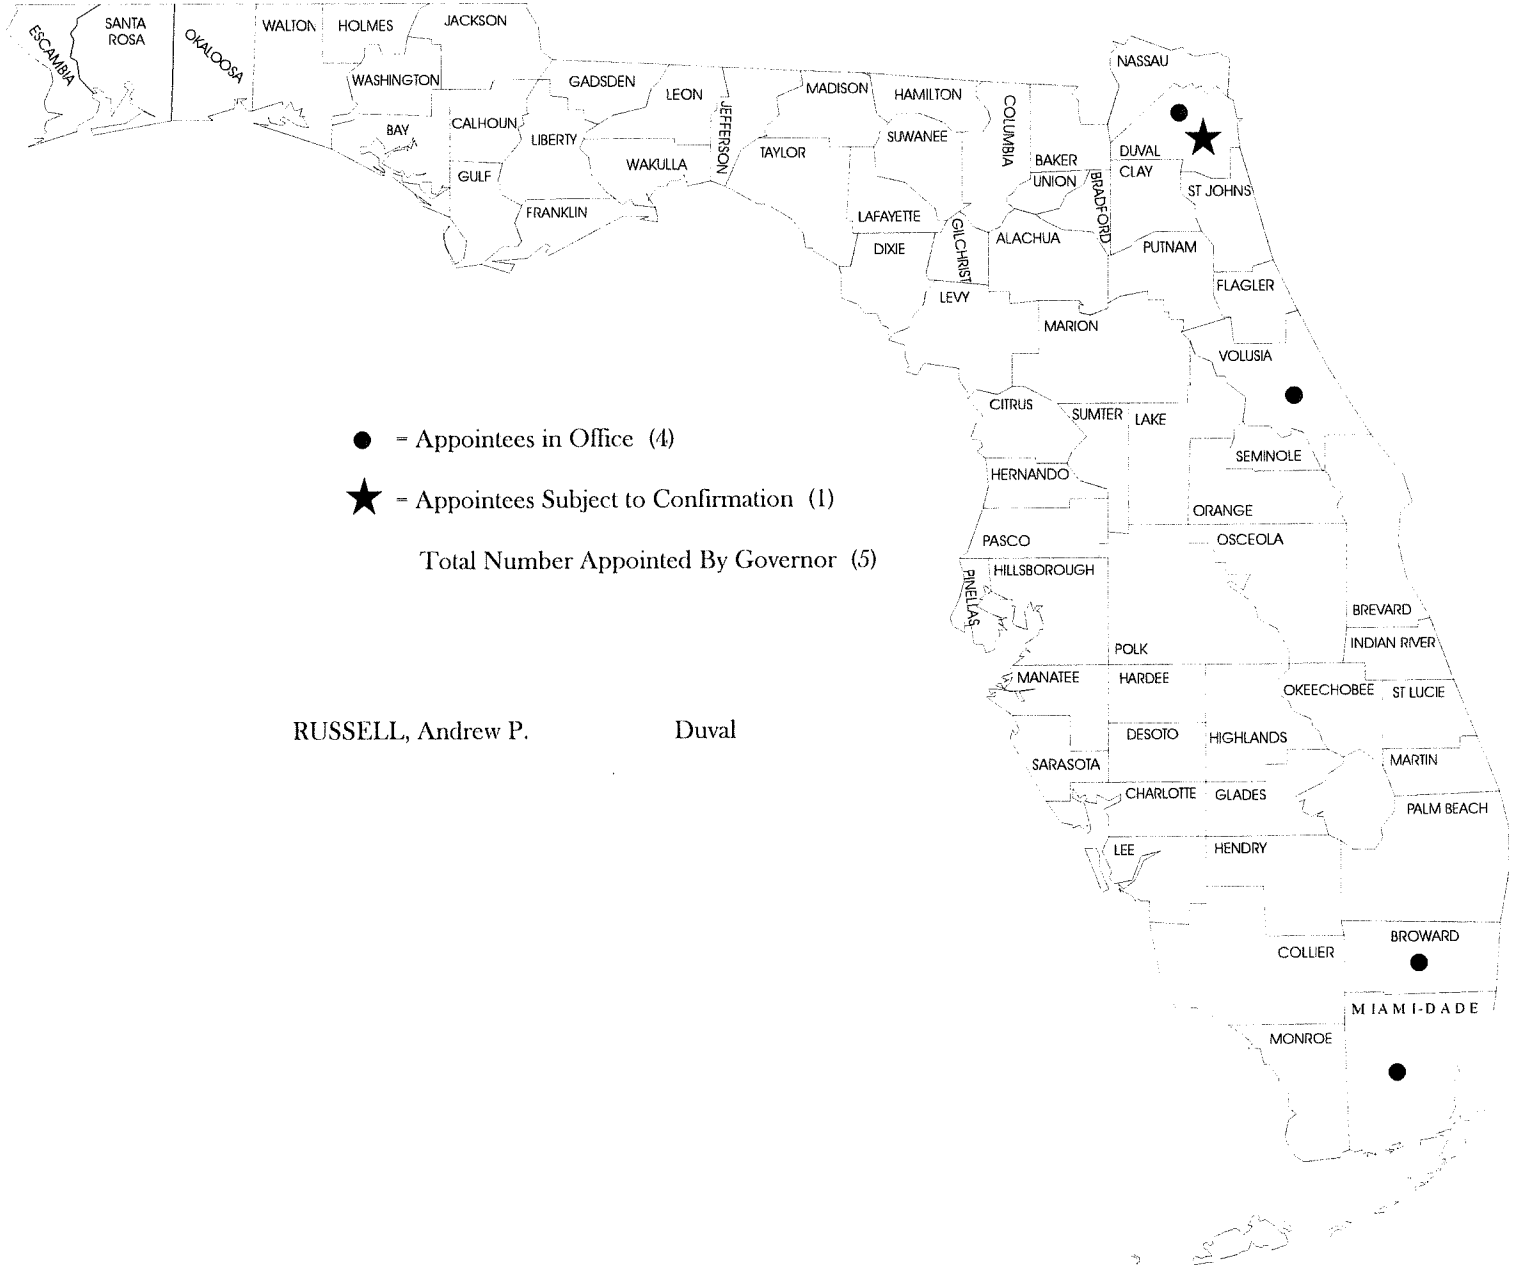 ESCAMBIA
SANTA
ROSA
OKALOOSA
WALTON
HOLMES
JACKSON
WASHINGTON
BAY
CALHOUN
GULF
GADSDEN
LIBERTY
FRANKLIN
LEON
WAKULLA
JEFFERSON
MADISON
TAYLOR
HAMILTON
SUWANEE
LAFAYETTE
DIXIE
COLUMBIA
GILCHRIST
BAKER
UNION
BRADFORD
ALACHUA
LEVY
NASSAU
DUVAL
CLAY
ST JOHNS
PUTNAM
FLAGLER
MARION
VOLUSIA
CITRUS
SUMTER
LAKE
SEMINOLE
HERNANDO
ORANGE
PASCO
OSCEOLA
HILLSBOROUGH
PINELLAS
BREVARD
INDIAN RIVER
POLK
MANATEE
HARDEE
OKEECHOBEE
ST LUCIE
DESOTO
HIGHLANDS
SARASOTA
MARTIN
CHARLOTTE
GLADES
PALM BEACH
LEE
HENDRY
BROWARD
COLLIER
MIAMI-DADE
MONROE
= Appointees in Office (4)
= Appointees Subject to Confirmation (1)
Total Number Appointed By Governor (5)
RUSSELL, Andrew P. Duval